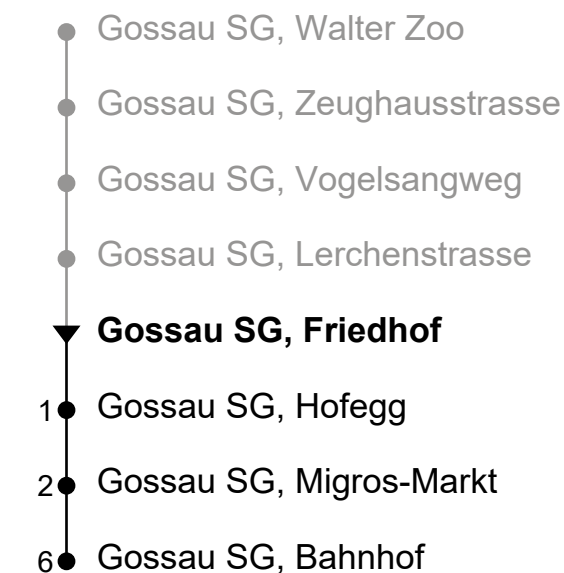 Gossau SG, Walter Zoo
Gossau SG, Zeughausstrasse
Gossau SG, Vogelsangweg
Gossau SG, Lerchenstrasse
Gossau SG, Friedhof
1 Gossau SG, Hofegg
2 Gossau SG, Migros-Markt
6 Gossau SG, Bahnhof